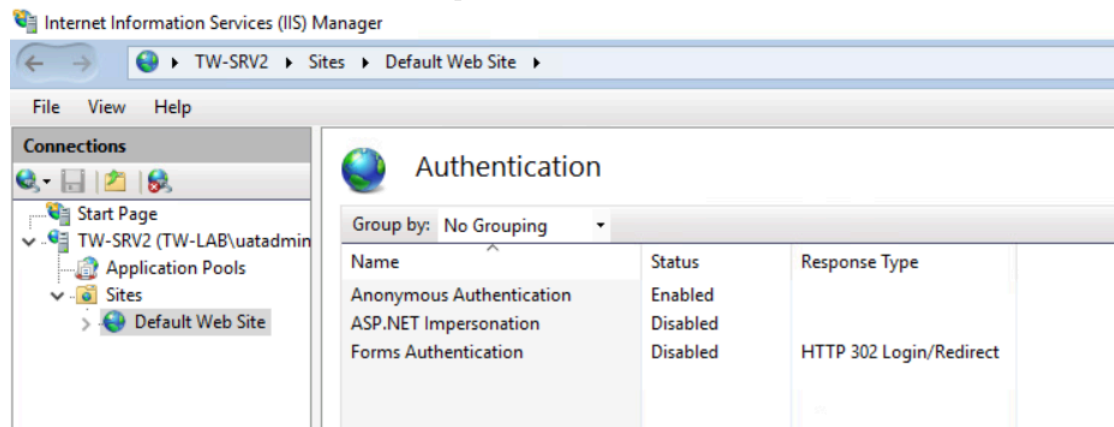 Internet Information Services (IIS) Manager
TW-SRV2 Sites Default Web Site
File View Help
Connections
Start Page
TW-SRV2 (TW-LAB\uatadmin
Application Pools
Sites
Default Web Site
Authentication
Group by: No Grouping
Name Status Response Type
Anonymous Authentication Enabled
ASP.NET Impersonation Disabled
Forms Authentication Disabled HTTP 302 Login/Redirect